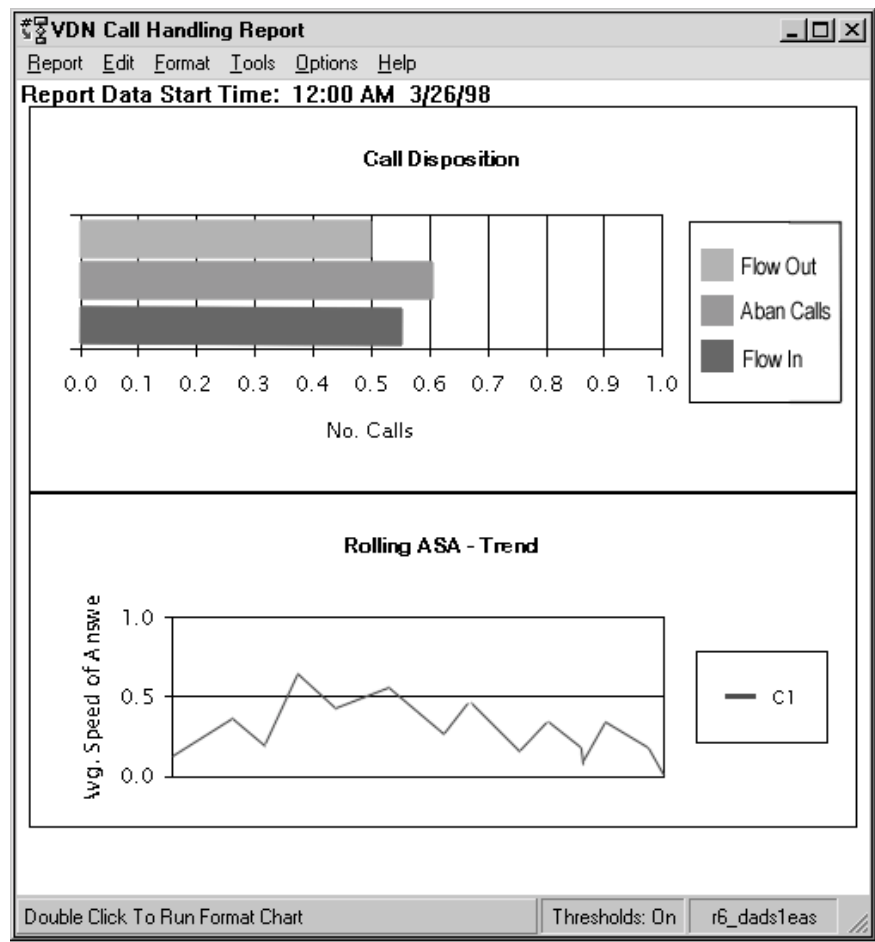 VDN Call Handling Report
Report Edit Format Tools Options Help
Report Data Start Time: 12:00 AM 3/26/98
Call Disposition
Flow Out
Aban Calls
Flow In
0.0 0.1 0.2 0.3 0.4 0.5 0.6 0.7 0.8 0.9 1.0
No. Calls
Rolling ASA - Trend
Avg. Speed of Answe
1.0
0.5
0.0
C1
Double Click To Run Format Chart
Thresholds: On
r6_dads1eas